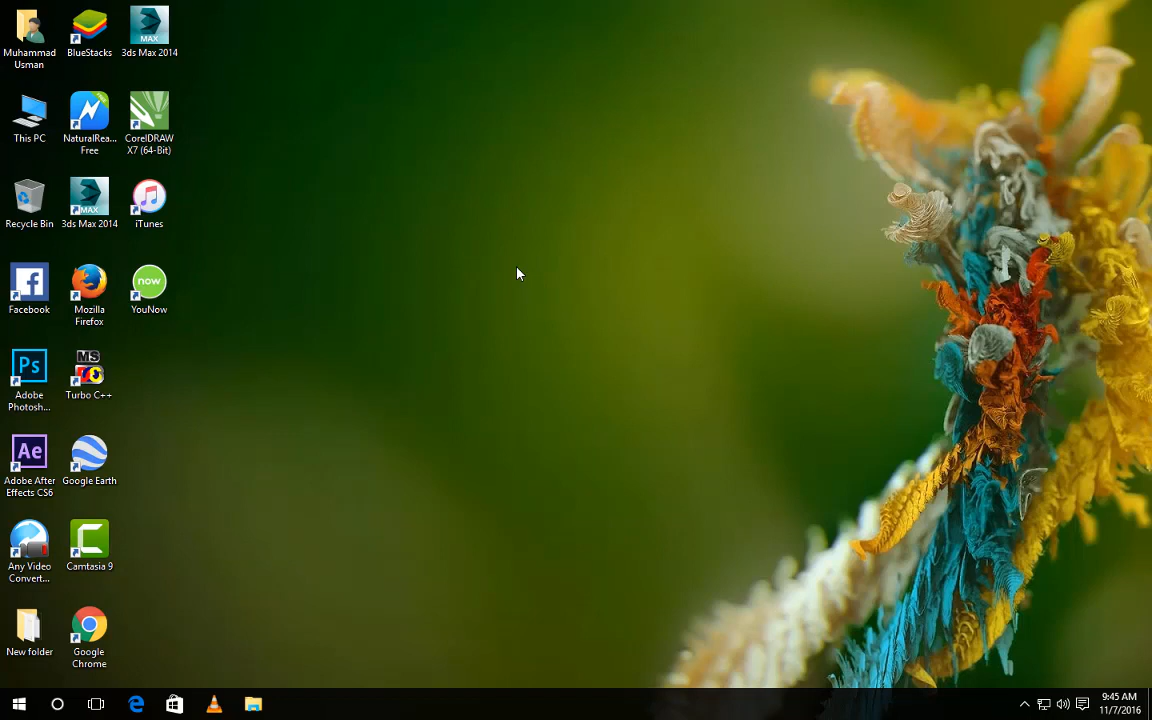 Muhammad
Usman
BlueStacks
3ds Max 2014
This PC
NaturalRea...
Free
CorelDRAW
X7 (64-Bit)
Recycle Bin
3ds Max 2014
iTunes
Facebook
Mozilla
Firefox
now
YouNow
Ps
Adobe
Photosh...
MS
Turbo C++
Ae
Adobe After
Effects CS6
Google Earth
Any Video
Convert...
Camtasia 9
New folder
Google
Chrome
MAX
MAX
9:45 AM
11/7/2016